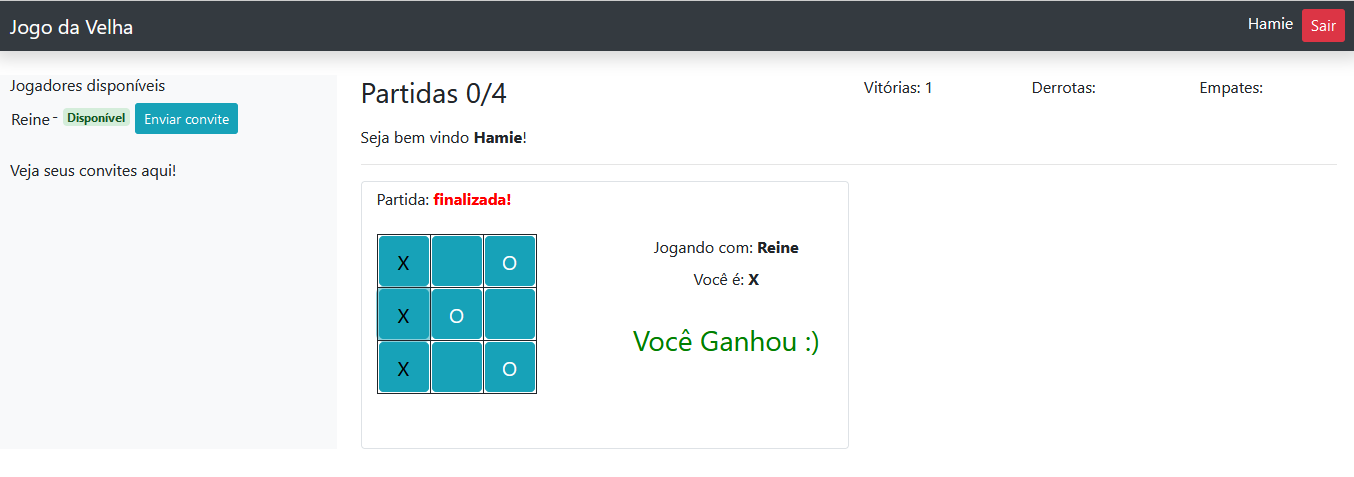 Jogo da Velha
Hamie Sair
Jogadores disponíveis
Reine - Disponível Enviar convite
Veja seus convites aqui!
Partidas 0/4
Vitórias: 1 Derrotas: Empates:
Seja bem vindo Hamie!
Partida: finalizada!
X O
X O
X O
Jogando com: Reine
Você é: X
Você Ganhou :)